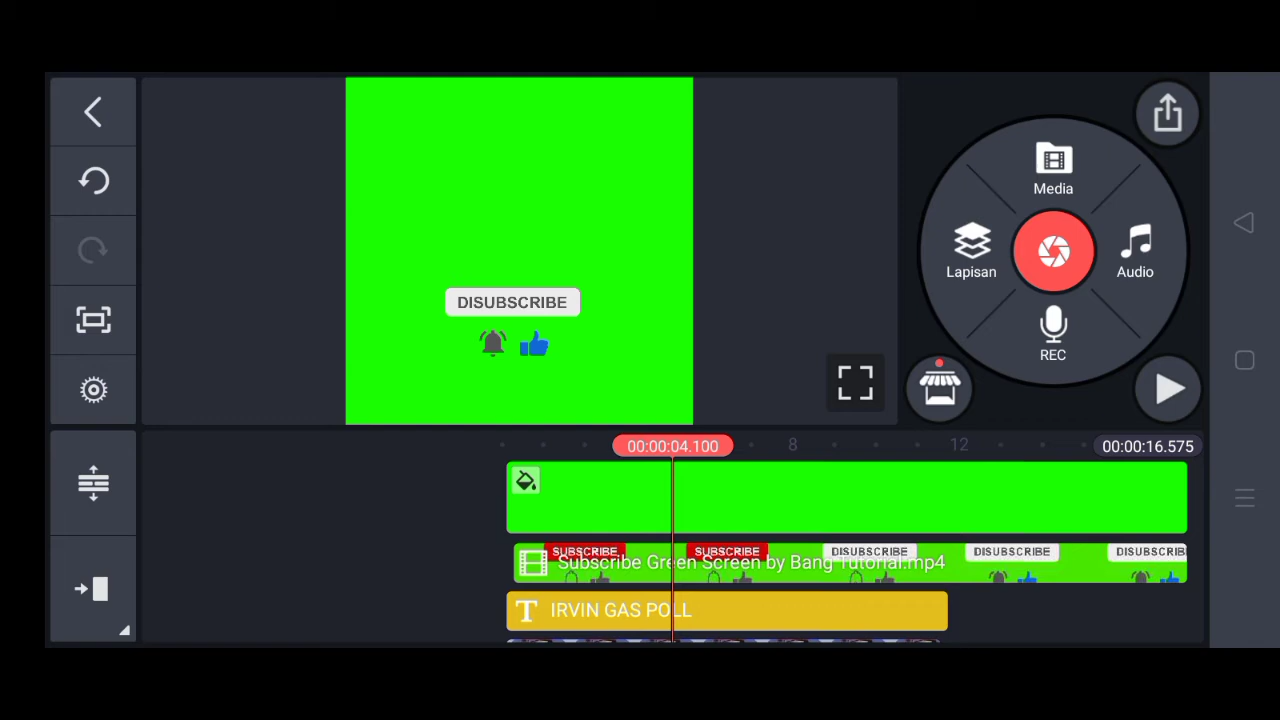 Media
Lapisan
Audio
REC
DISUBSCRIBE
00:00:04.100
8
12
00:00:16.575
SUBSCRIBE SUBSCRIBE DISUBSCRIBE DISUBSCRIBE DISUBSCRIB
Subscribe Green Screen by Bang Tutorial.mp4
T IRVIN GAS POLL